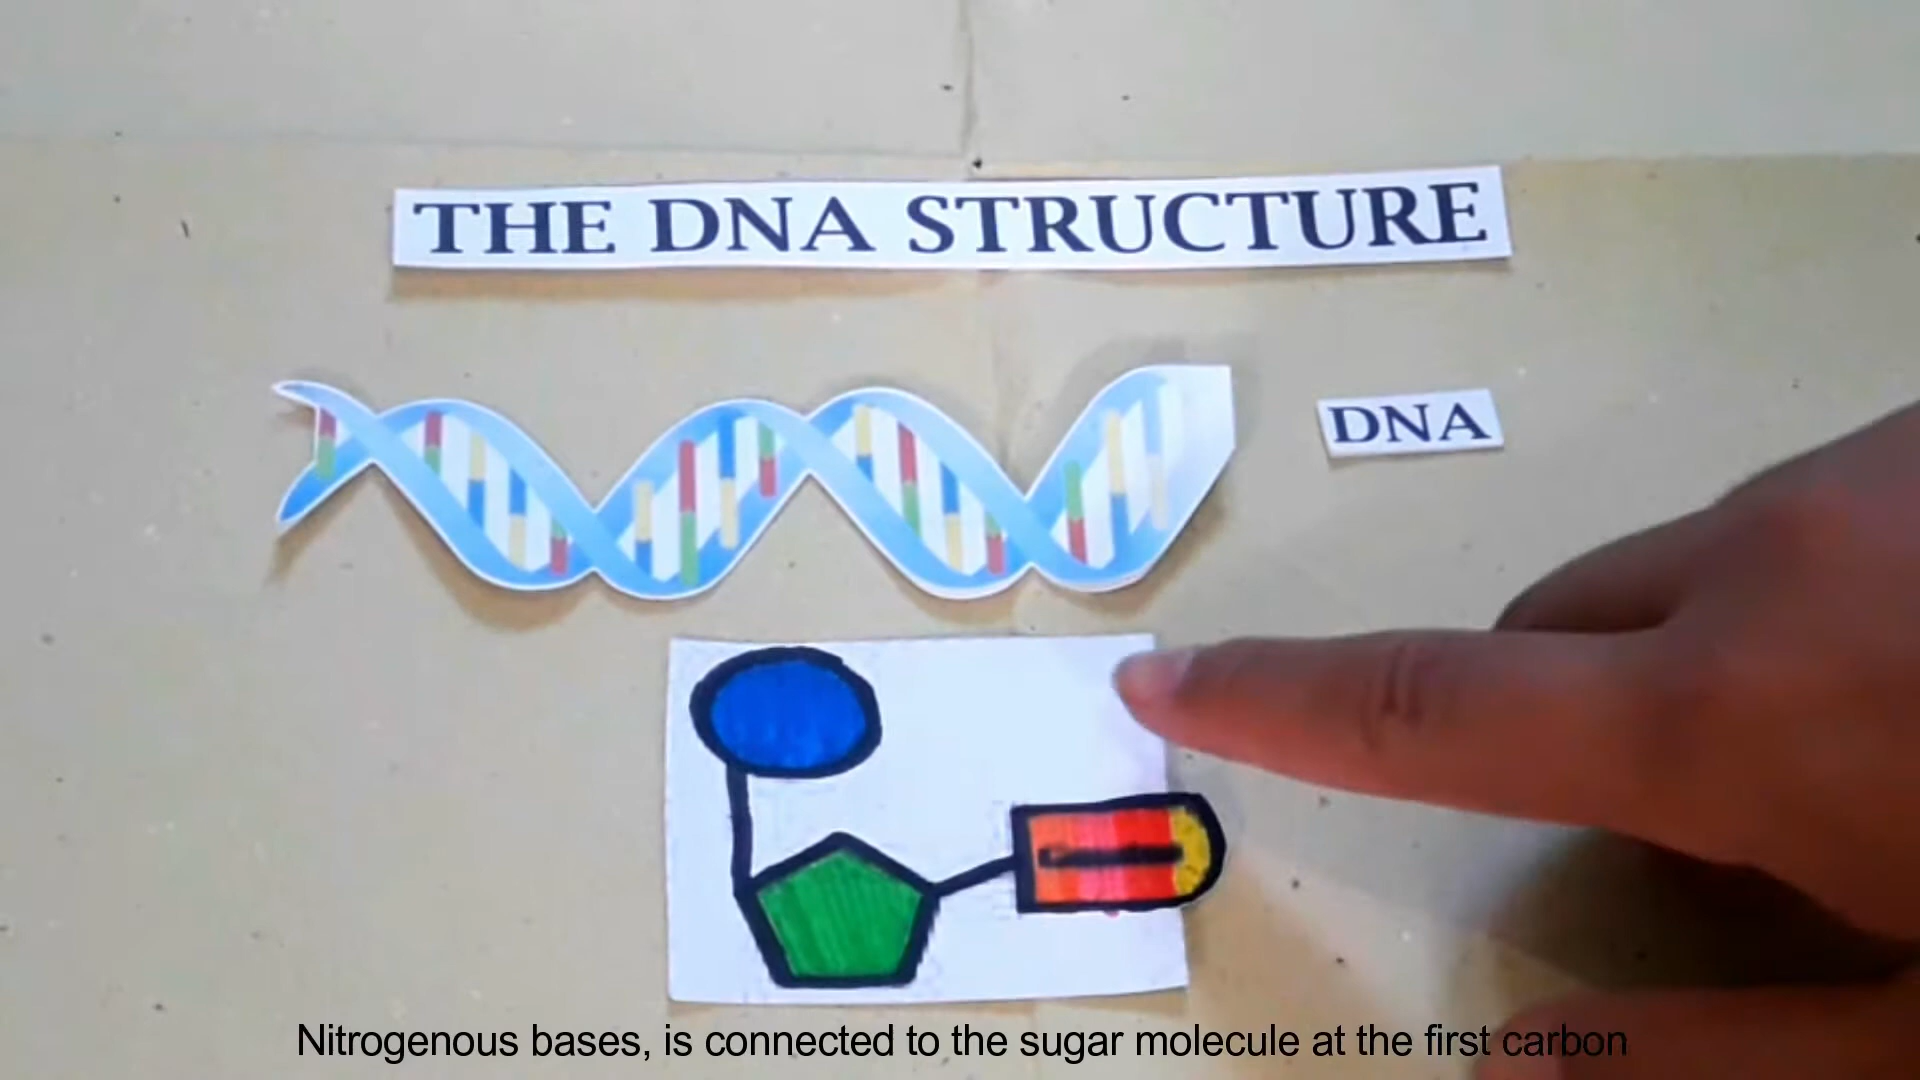 THE DNA STRUCTURE
DNA
Nitrogenous bases, is connected to the sugar molecule at the first carbon